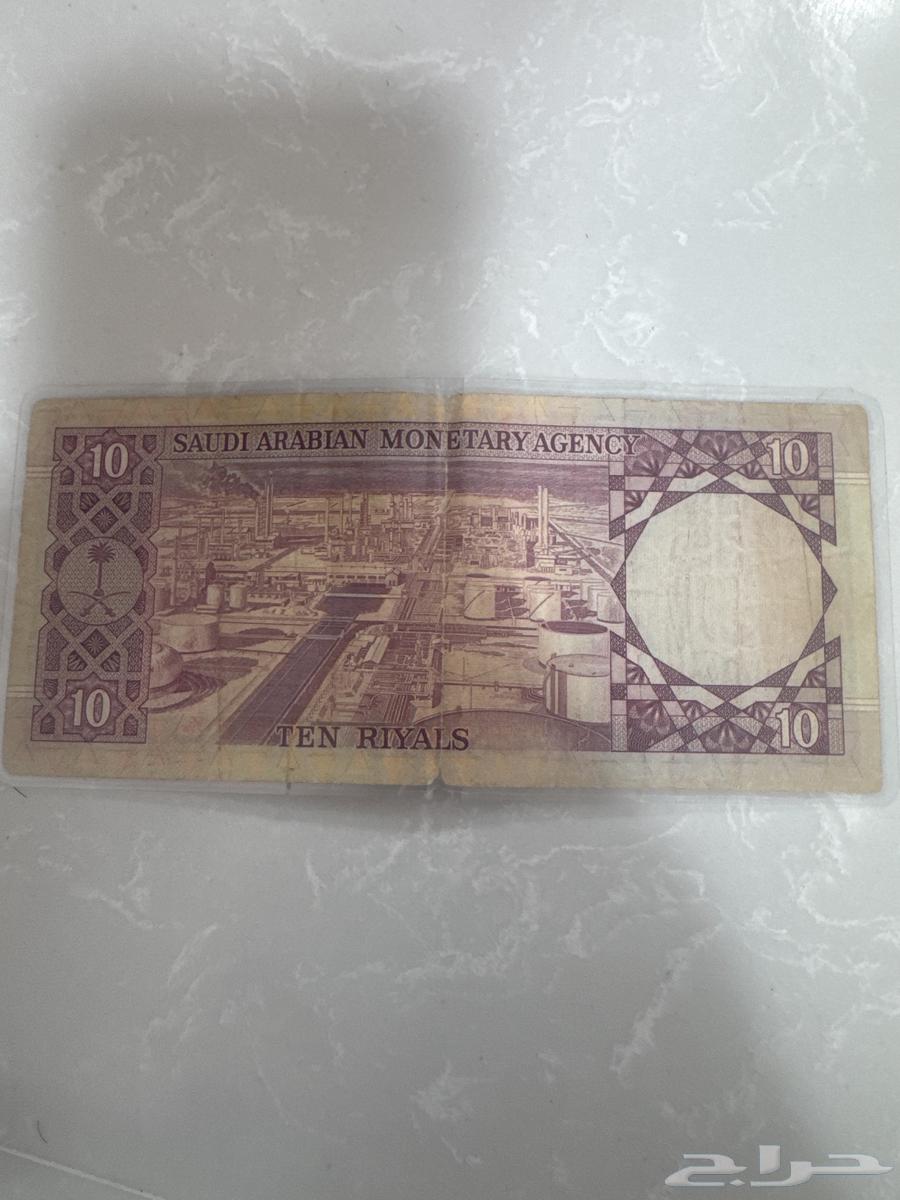 10 SAUDI ARABIAN MONETARY AGENCY 10
10 TEN RIYALS 10
حراج